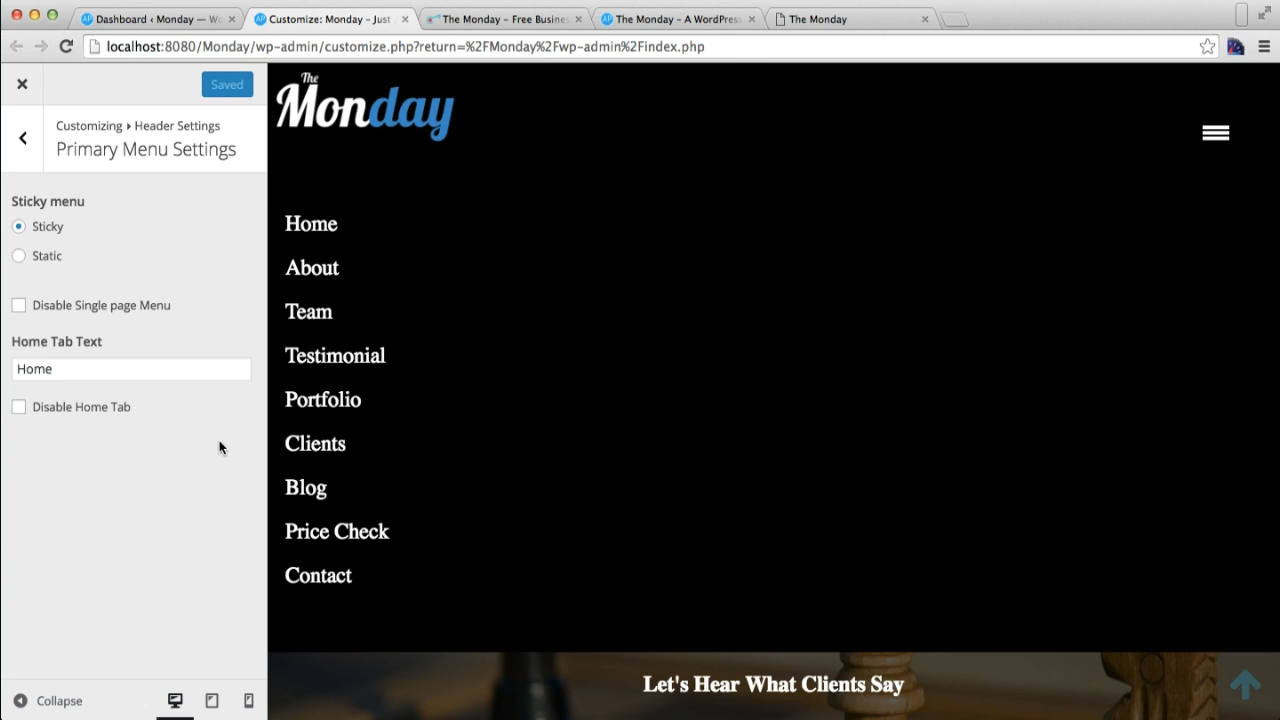 Dashboard ‹ Monday — Wo
Customize: Monday – Just
The Monday – Free Busines
The Monday – A WordPress
The Monday
localhost:8080/Monday/wp-admin/customize.php?return=%2FMonday%2Fwp-admin%2Findex.php
Saved
Customizing ▸ Header Settings
Primary Menu Settings
Sticky menu
Sticky
Static
Disable Single page Menu
Home Tab Text
Home
Disable Home Tab
Collapse
The
Monday
Home
About
Team
Testimonial
Portfolio
Clients
Blog
Price Check
Contact
Let's Hear What Clients Say